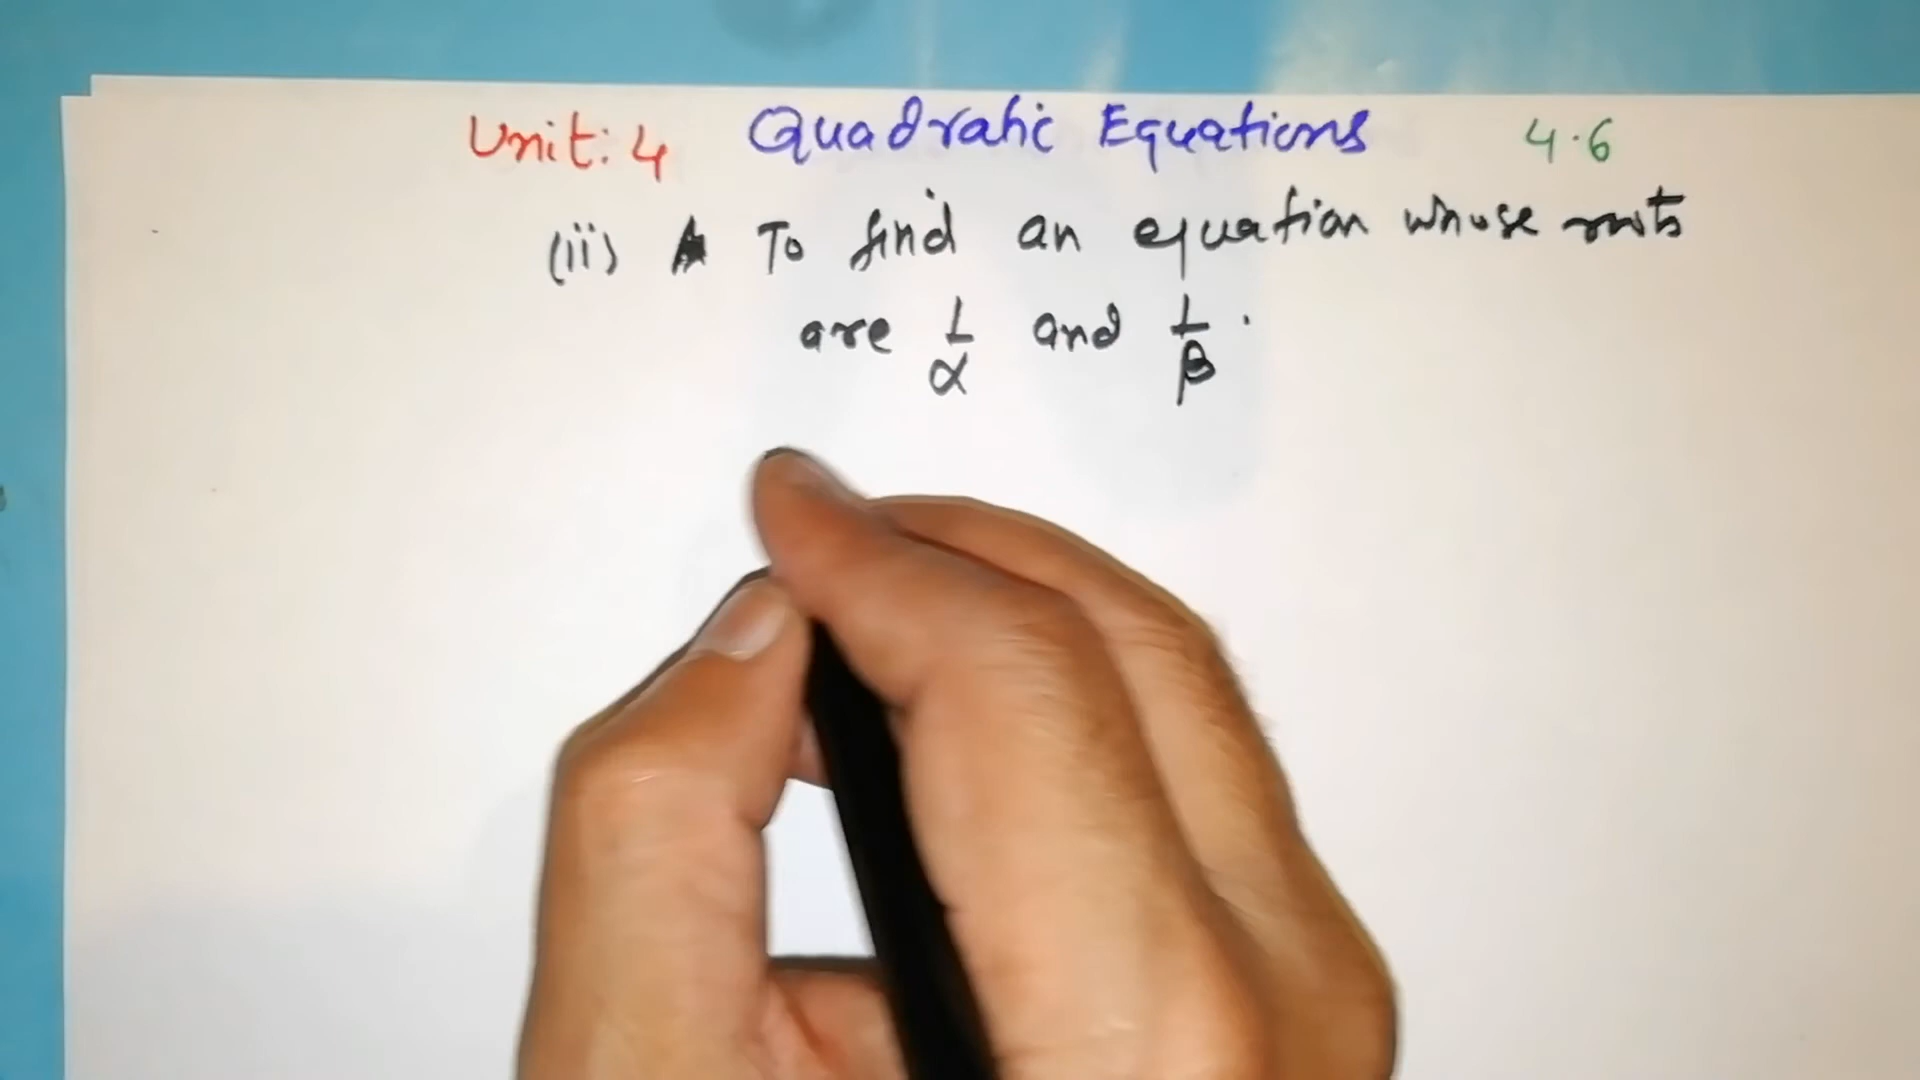 Unit: 4 Quadratic Equations 4.6
(ii) To find an equation whose roots
are 1/α and 1/β.